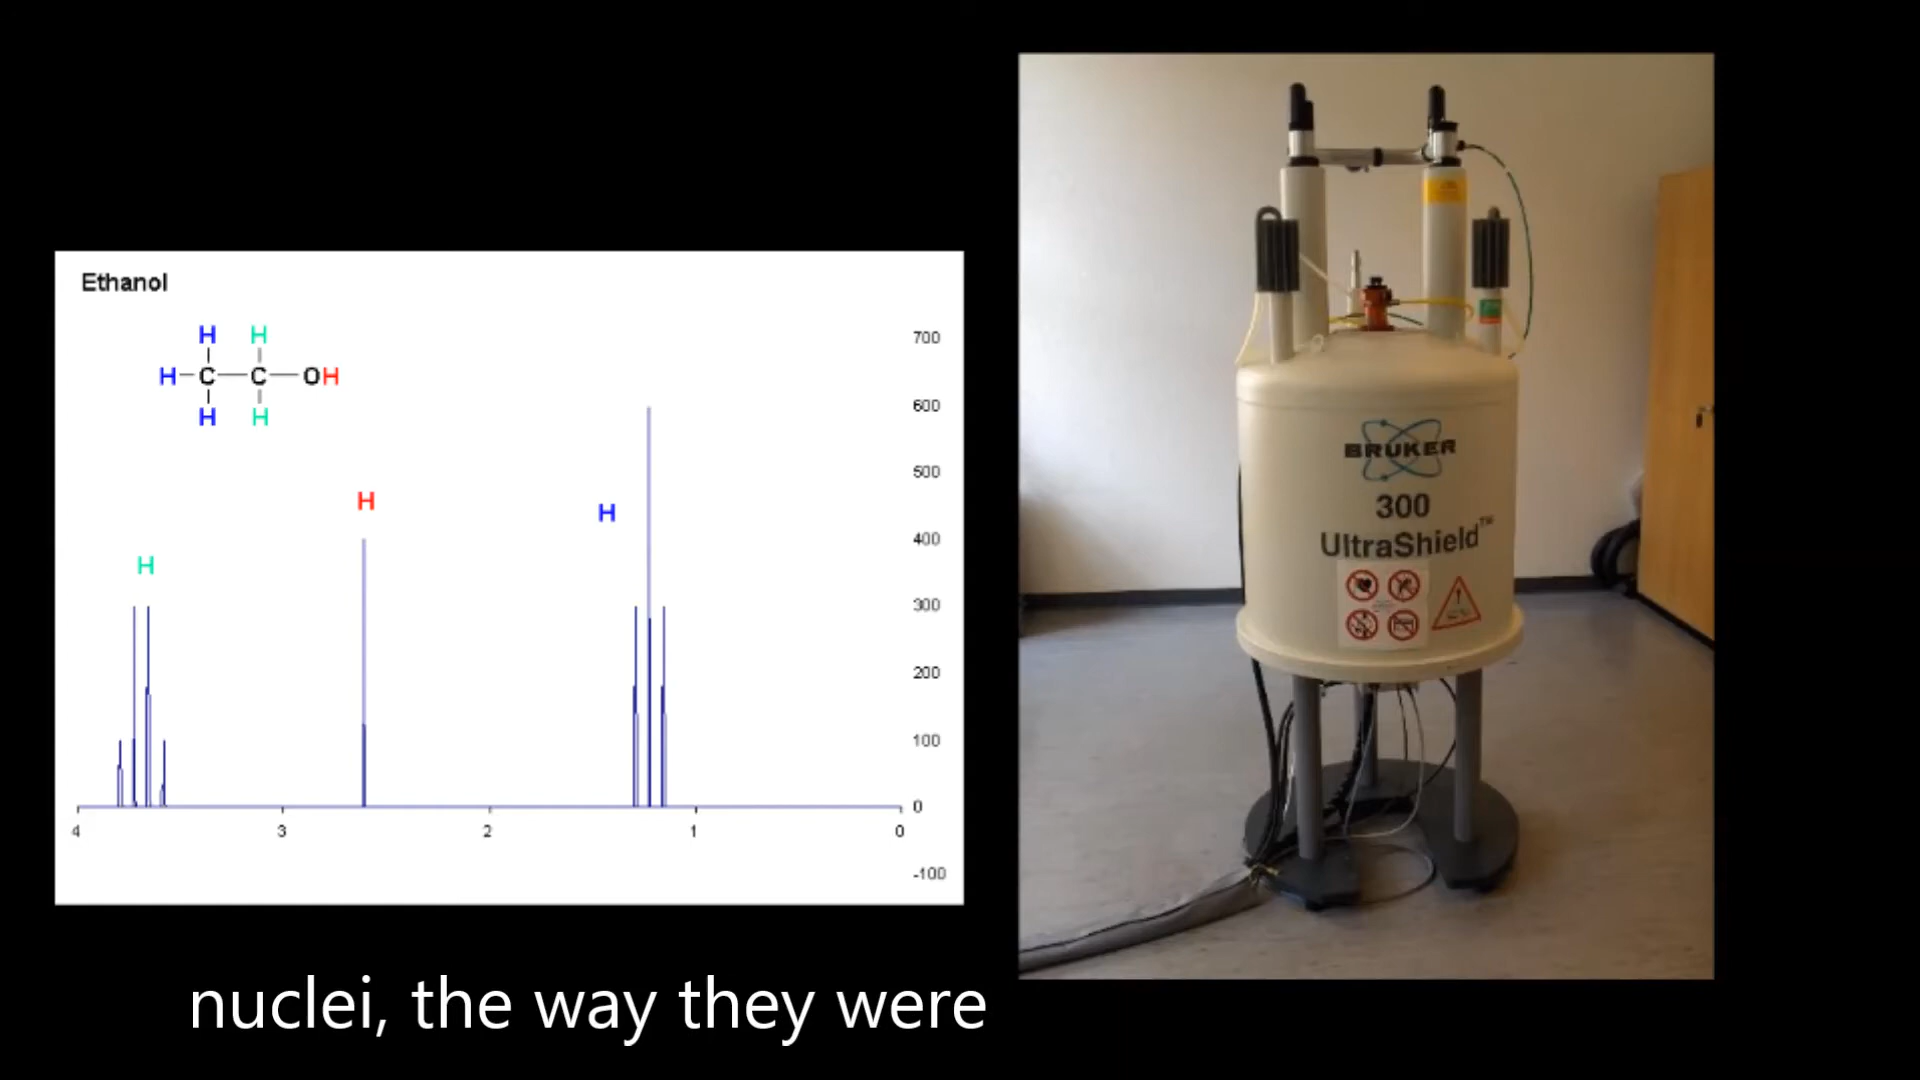 Ethanol
H H
H C C OH
H H
H
H
H
700
600
500
400
300
200
100
0
-100
4 3 2 1 0
BRUKER
300
UltraShield™
nuclei, the way they were